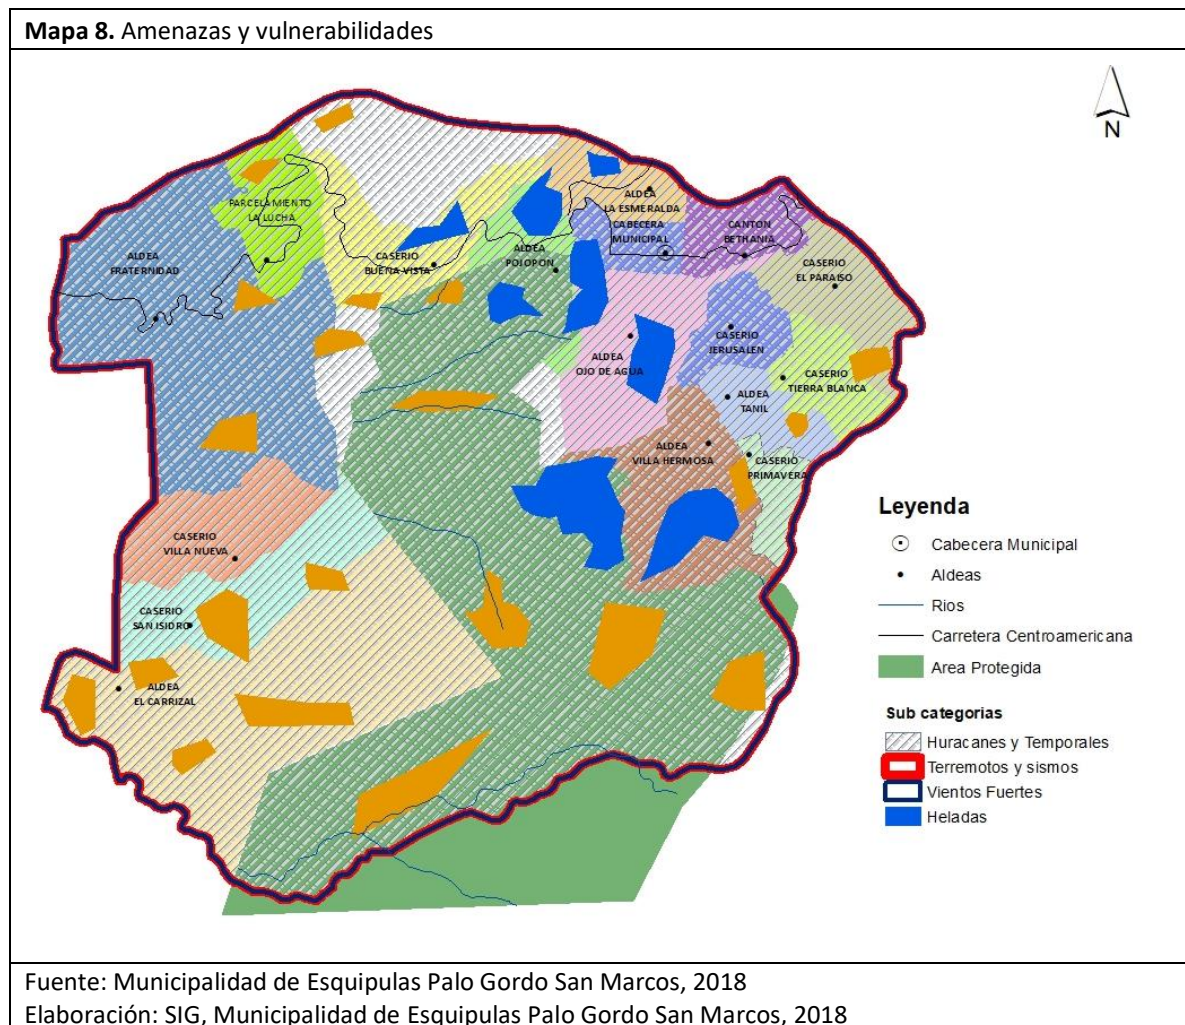 Mapa 8. Amenazas y vulnerabilidades
N
PARCELAMIENTO
LA LUCHA
ALDEA
FRATERNIDAD
CASERIO
BUENA VISTA
ALDEA
POJOPON
ALDEA
LA ESMERALDA
CABECERA
MUNICIPAL
CANTON
BETHANIA
CASERIO
EL PARAISO
CASERIO
JERUSALEN
ALDEA
OJO DE AGUA
CASERIO
TIERRA BLANCA
ALDEA
TANIL
ALDEA
VILLA HERMOSA
CASERIO
PRIMAVERA
CASERIO
VILLA NUEVA
CASERIO
SAN ISIDRO
ALDEA
EL CARRIZAL
Leyenda
Cabecera Municipal
Aldeas
Rios
Carretera Centroamericana
Area Protegida
Sub categorias
Huracanes y Temporales
Terremotos y sismos
Vientos Fuertes
Heladas
Fuente: Municipalidad de Esquipulas Palo Gordo San Marcos, 2018
Elaboración: SIG, Municipalidad de Esquipulas Palo Gordo San Marcos, 2018